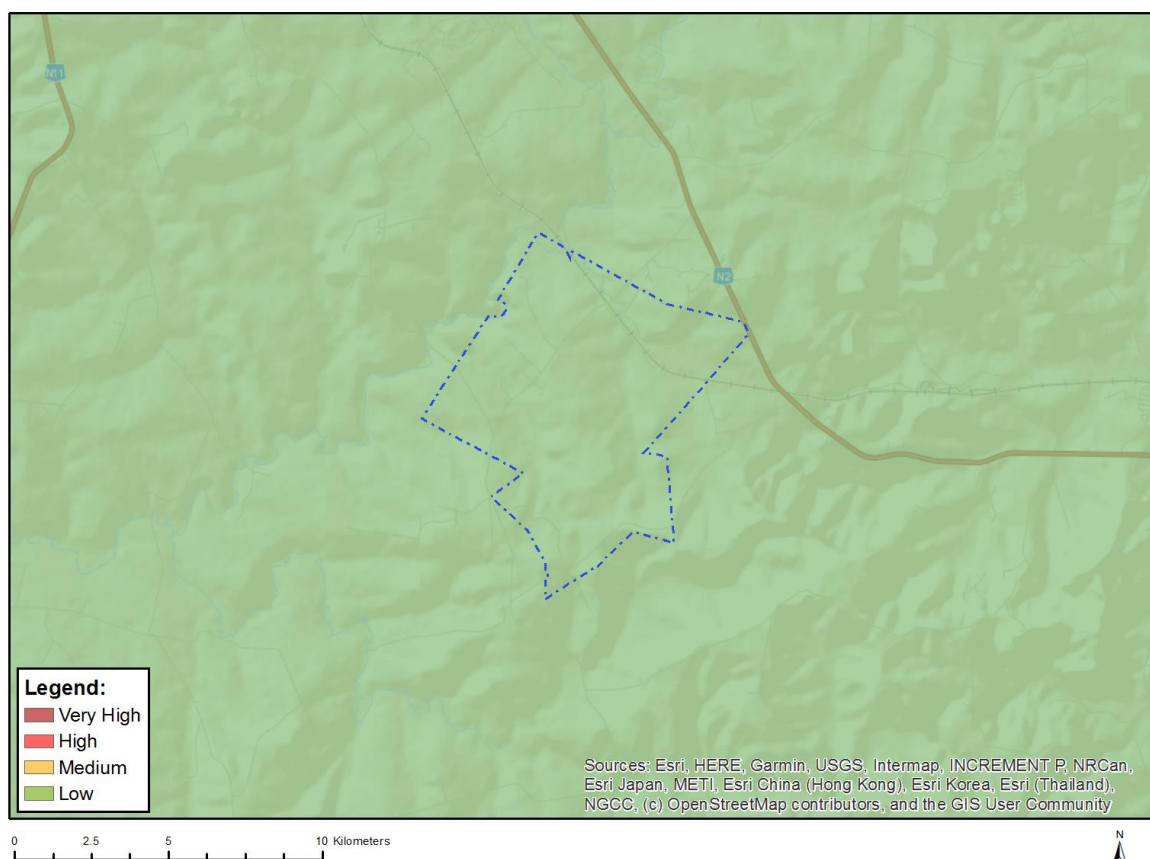 N11
N2
Legend:
Very High
High
Medium
Low
Sources: Esri, HERE, Garmin, USGS, Intermap, INCREMENT P, NRCan,
Esri Japan, METI, Esri China (Hong Kong), Esri Korea, Esri (Thailand),
NGCC, (c) OpenStreetMap contributors, and the GIS User Community
0 2.5 5 10 Kilometers
N